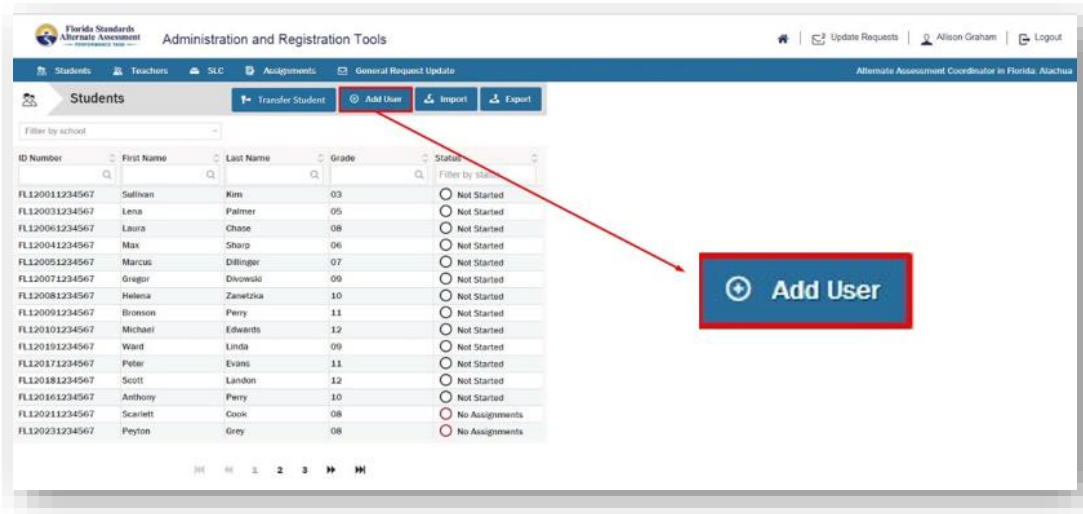 Florida Standards
Alternate Assessment
PERFORMANCE TASK
Administration and Registration Tools
Update Requests
Allison Graham
Logout
Students Teachers SLC Assignments General Request Update
Alternate Assessment Coordinator in Florida: Alachua
Students
Transfer Student Add User Import Export
Filter by school
ID Number First Name Last Name Grade Status
Filter by status
FL120011234567 Sullivan Kim 03 Not Started
FL120031234567 Lena Palmer 05 Not Started
FL120061234567 Laura Chase 08 Not Started
FL120041234567 Max Sharp 06 Not Started
FL120051234567 Marcus Dillinger 07 Not Started
FL120071234567 Gregor Divowski 09 Not Started
FL120081234567 Helena Zanetzka 10 Not Started
FL120091234567 Bronson Perry 11 Not Started
FL120101234567 Michael Edwards 12 Not Started
FL120191234567 Ward Linda 09 Not Started
FL120171234567 Peter Evans 11 Not Started
FL120181234567 Scott Landon 12 Not Started
FL120161234567 Anthony Perry 10 Not Started
FL120211234567 Scarlett Cook 08 No Assignments
FL120231234567 Peyton Grey 08 No Assignments
1 2 3
Add User